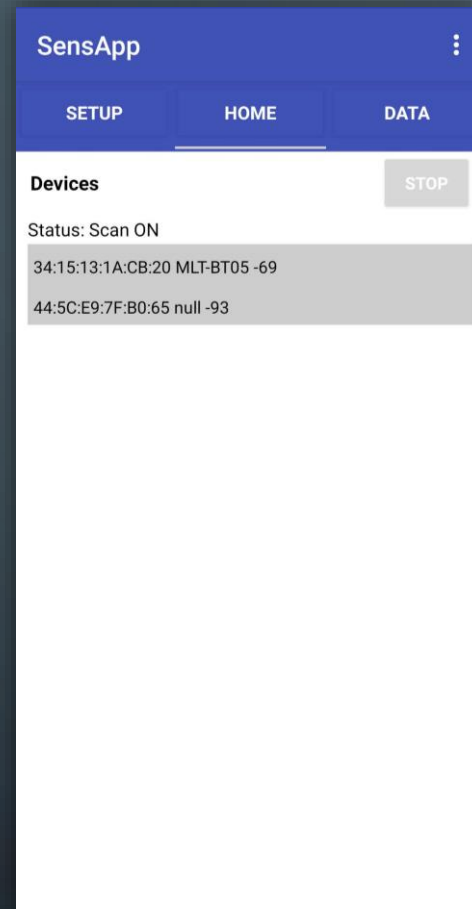 SensApp
SETUP HOME DATA
Devices STOP
Status: Scan ON
34:15:13:1A:CB:20 MLT-BT05 -69
44:5C:E9:7F:B0:65 null -93